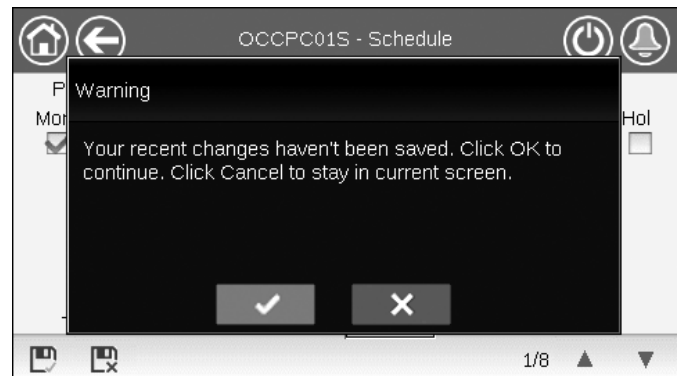 OCCPC01S - Schedule
P
Warning
Mon
Hol
Your recent changes haven't been saved. Click OK to
continue. Click Cancel to stay in current screen.
1/8